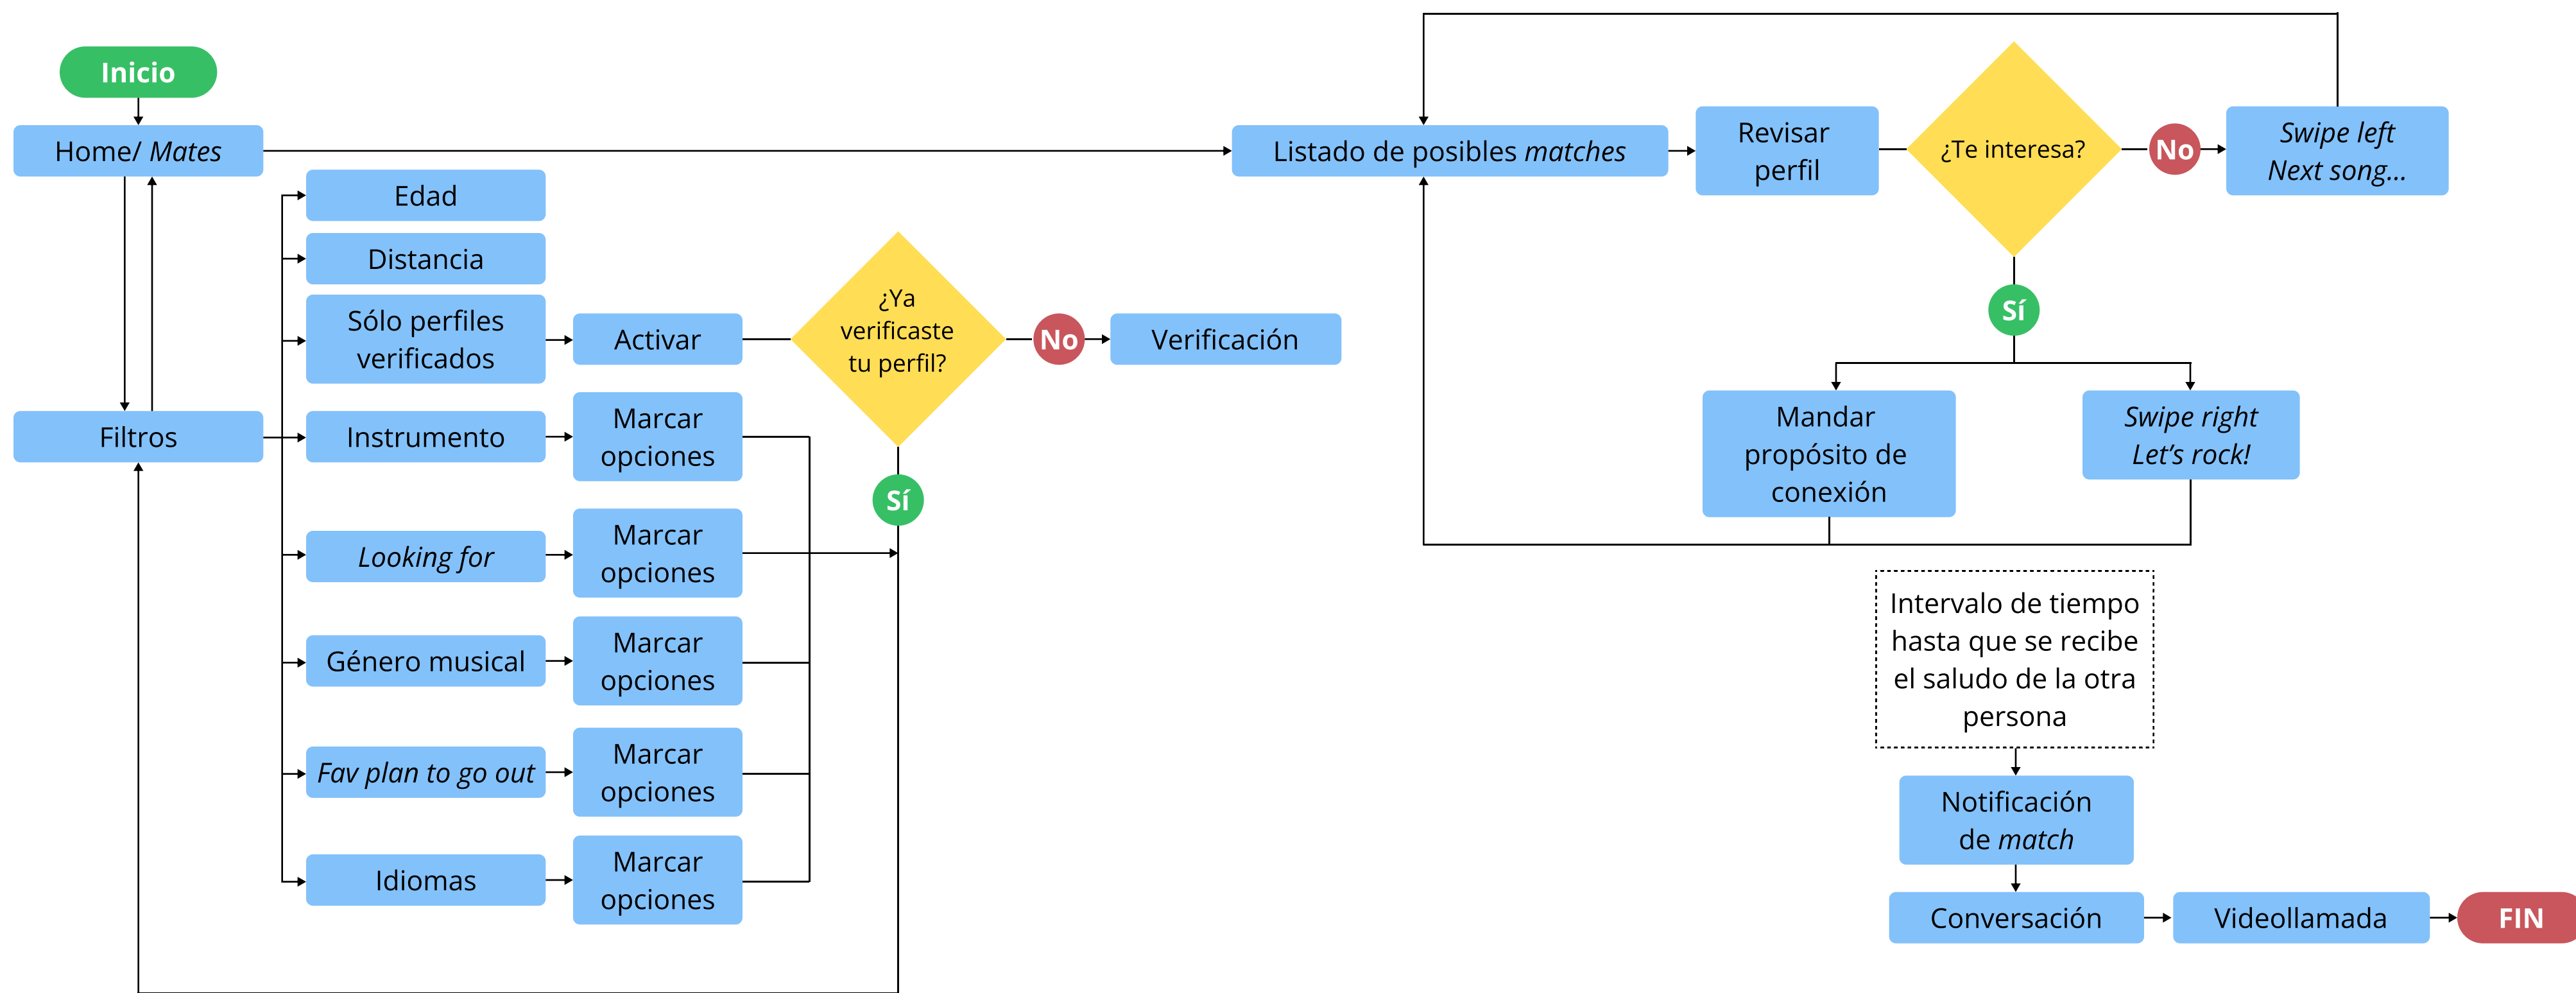 Inicio
Home/ Mates
Listado de posibles matches
Revisar
perfil
¿Te interesa?
No
Swipe left
Next song...
Edad
Distancia
Sólo perfiles
verificados
Activar
¿Ya
verificaste
tu perfil?
No
Verificación
Sí
Filtros
Instrumento
Marcar
opciones
Mandar
propósito de
conexión
Swipe right
Let’s rock!
Sí
Looking for
Marcar
opciones
Género musical
Marcar
opciones
Intervalo de tiempo
hasta que se recibe
el saludo de la otra
persona
Fav plan to go out
Marcar
opciones
Notificación
de match
Idiomas
Marcar
opciones
Conversación
Videollamada
FIN